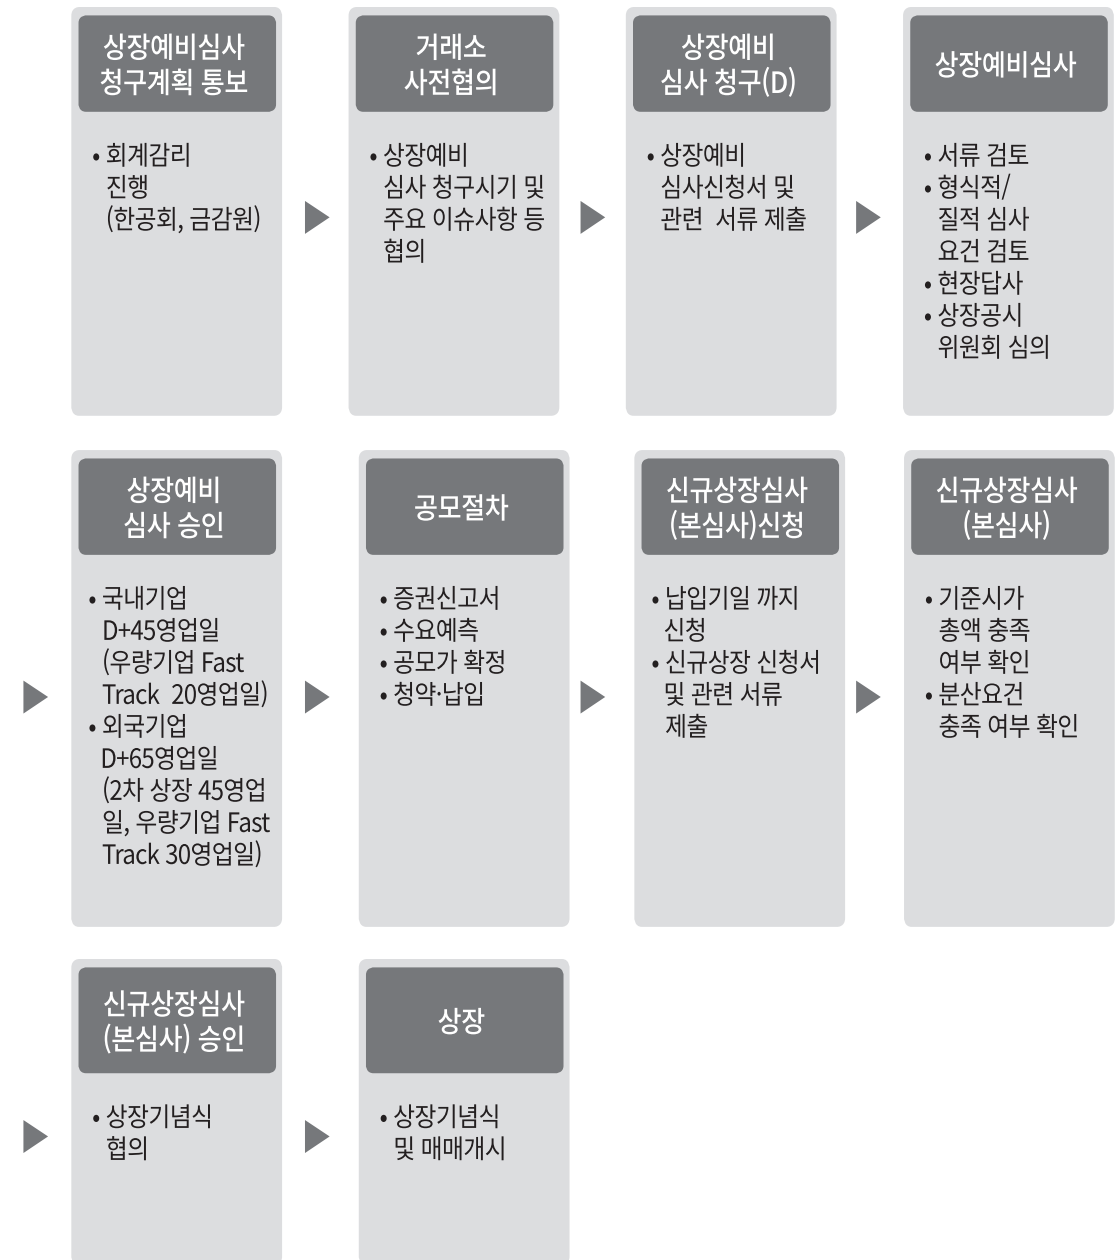 상장예비심사
청구계획 통보
• 회계감리
진행
(한공회, 금감원)
거래소
사전협의
• 상장예비
심사 청구시기 및
주요 이슈사항 등
협의
상장예비
심사 청구(D)
• 상장예비
심사신청서 및
관련 서류 제출
상장예비심사
• 서류 검토
• 형식적/
질적 심사
요건 검토
• 현장답사
• 상장공시
위원회 심의
상장예비
심사 승인
• 국내기업
D+45영업일
(우량기업 Fast
Track 20영업일)
• 외국기업
D+65영업일
(2차 상장 45영업
일, 우량기업 Fast
Track 30영업일)
공모절차
• 증권신고서
• 수요예측
• 공모가 확정
• 청약·납입
신규상장심사
(본심사)신청
• 납입기일 까지
신청
• 신규상장 신청서
및 관련 서류
제출
신규상장심사
(본심사)
• 기준시가
총액 충족
여부 확인
• 분산요건
충족 여부 확인
신규상장심사
(본심사) 승인
• 상장기념식
협의
상장
• 상장기념식
및 매매개시